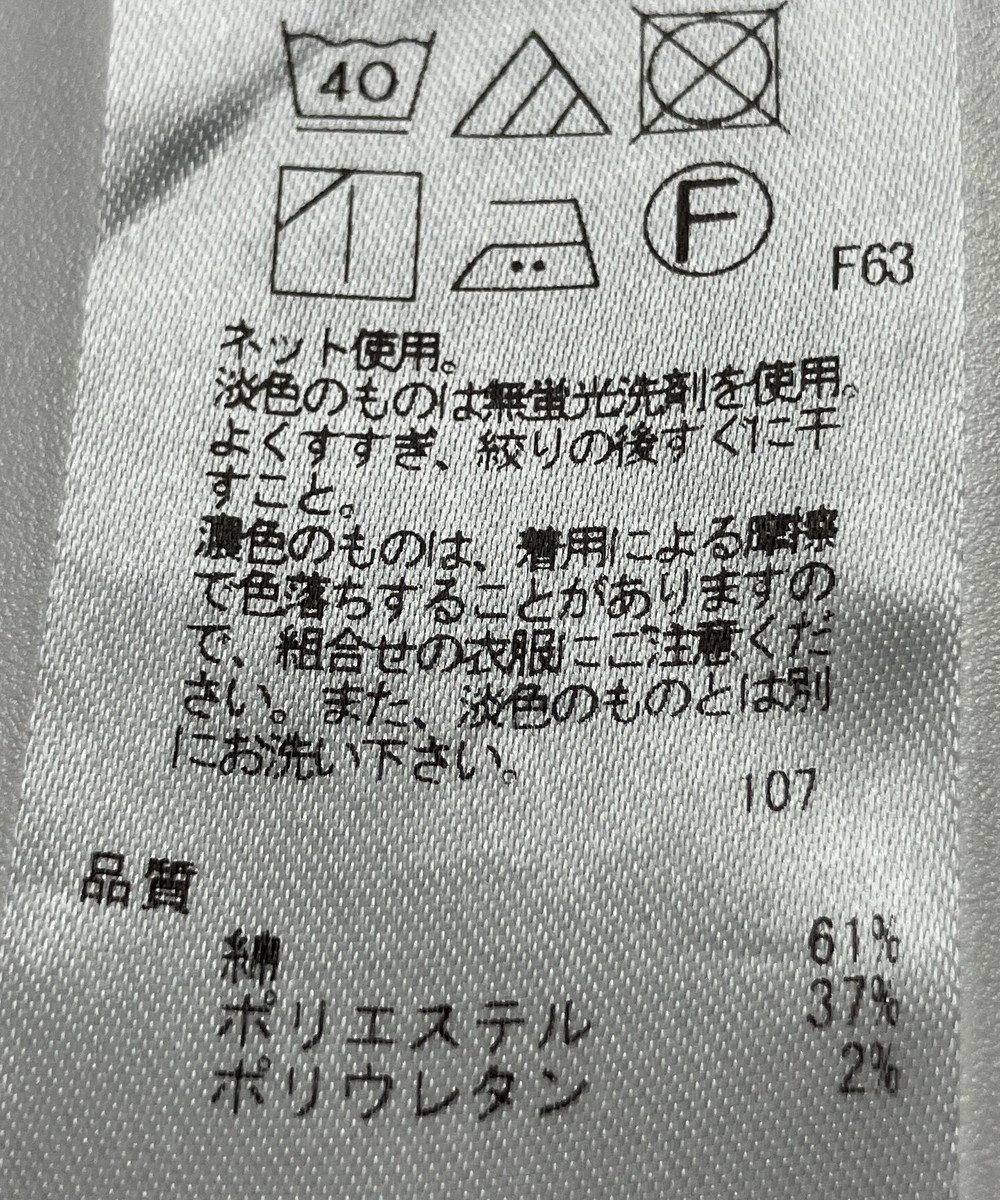 40
F
F63
ネット使用。
淡色のものは無蛍光洗剤を使用。
よくすすぎ、絞りの後すぐに干
すこと。
濃色のものは、着用による摩擦
で色落ちすることがありますの
で、組合せの衣服にご注意くだ
さい。また、淡色のものとは別
にお洗い下さい。
107
品質
綿 61%
ポリエステル 37%
ポリウレタン 2%